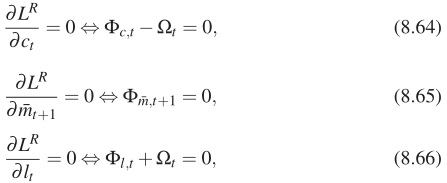 ∂L^R/∂c_t = 0 ⇔ Φ_{c,t} − Ω_t = 0, (8.64)
∂L^R/∂m̄_{t+1} = 0 ⇔ Φ_{m̄,t+1} = 0, (8.65)
∂L^R/∂l_t = 0 ⇔ Φ_{l,t} + Ω_t = 0, (8.66)